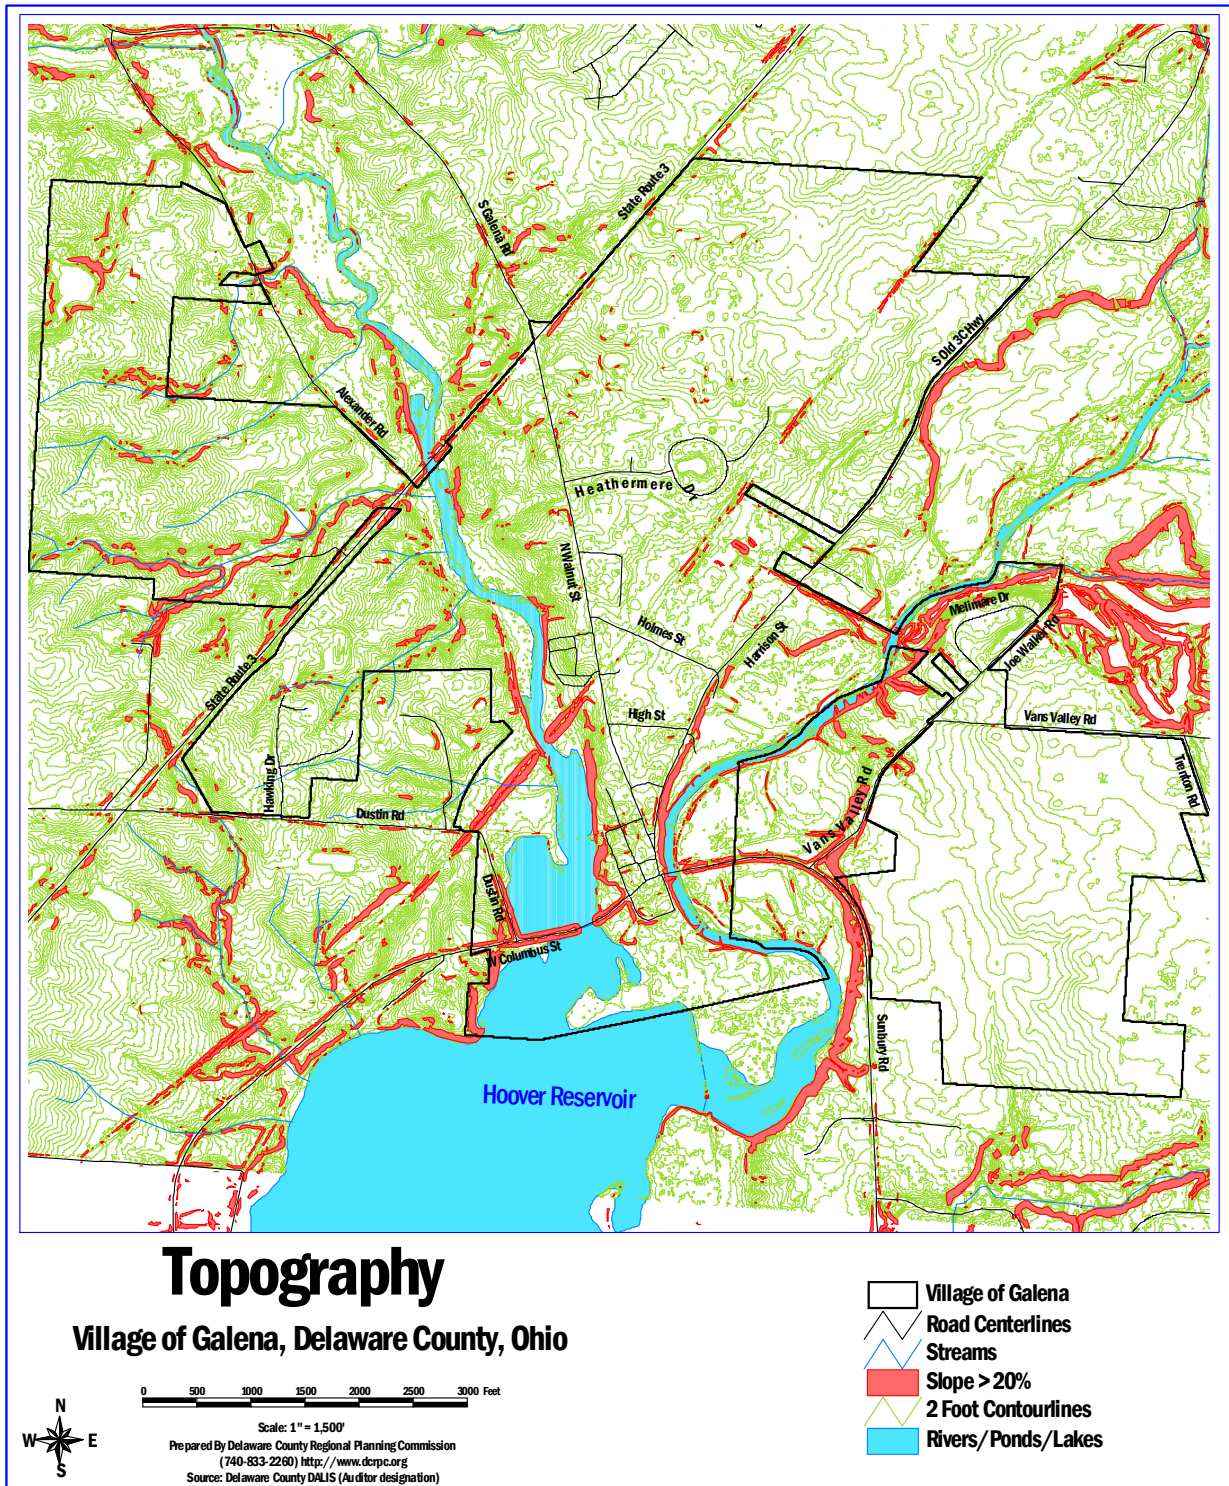 State Route 3
S Galena Rd
S Old 3C Hwy
Alexander Rd
Heathermere Dr
N Walnut St
Melimare Dr
Holmes St
Harrison St
Joe Walker Rd
State Route 3
High St
Vans Valley Rd
Hawking Dr
Trenton Rd
Dustin Rd
Vans Valley Rd
Dustin Rd
W Columbus St
Sunbury Rd
Hoover Reservoir
Topography
Village of Galena, Delaware County, Ohio
0 500 1000 1500 2000 2500 3000 Feet
Scale: 1" = 1,500'
Prepared By Delaware County Regional Planning Commission
(740-833-2260) http://www.dcrpc.org
Source: Delaware County DALIS (Auditor designation)
N
W E
S
Village of Galena
Road Centerlines
Streams
Slope > 20%
2 Foot Contourlines
Rivers/Ponds/Lakes